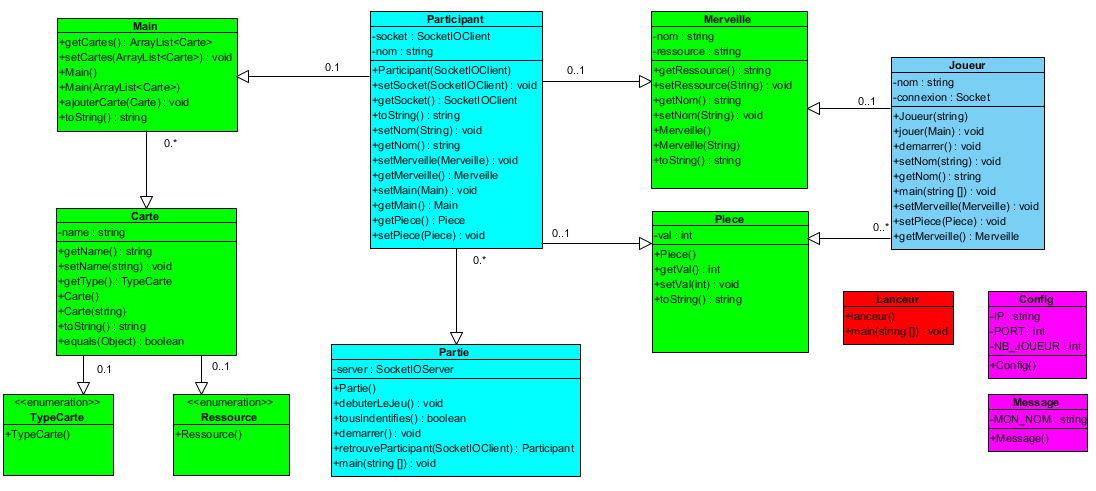 Main
+getCartes() : ArrayList<Carte>
+setCartes(ArrayList<Carte>) : void
+Main()
+Main(ArrayList<Carte>)
+ajouterCarte(Carte) : void
+toString() : string
0.1
0.*
Participant
-socket : SocketIOClient
-nom : string
+Participant(SocketIOClient)
+setSocket(SocketIOClient) : void
+getSocket() : SocketIOClient
+toString() : string
+setNom(String) : void
+getNom() : string
+setMerveille(Merveille) : void
+getMerveille() : Merveille
+setMain(Main) : void
+getMain() : Main
+getPiece() : Piece
+setPiece(Piece) : void
0..1
0..1
0.*
Merveille
-nom : string
-ressource : string
+getRessource() : string
+setRessource(String) : void
+getNom() : string
+setNom(String) : void
+Merveille()
+Merveille(String)
+toString() : string
0..1
Joueur
-nom : string
-connexion : Socket
+Joueur(string)
+jouer(Main) : void
+demarrer() : void
+setNom(string) : void
+getNom() : string
+main(string []) : void
+setMerveille(Merveille) : void
+setPiece(Piece) : void
+getMerveille() : Merveille
0..*
Carte
-name : string
+getName() : string
+setName(string) : void
+getType() : TypeCarte
+Carte()
+Carte(string)
+toString() : string
+equals(Object) : boolean
0.1
0..1
Piece
-val : int
+Piece()
+getVal() : int
+setVal(int) : void
+toString() : string
Lanceur
+lanceur()
+main(string []) : void
Config
-IP : string
-PORT : int
-NB_JOUEUR : int
+Config()
Partie
-server : SocketIOServer
+Partie()
+debuterLeJeu() : void
+tousIndentifies() : boolean
+demarrer() : void
+retrouveParticipant(SocketIOClient) : Participant
+main(string []) : void
<<enumeration>>
TypeCarte
+TypeCarte()
<<enumeration>>
Ressource
+Ressource()
Message
-MON_NOM : string
+Message()